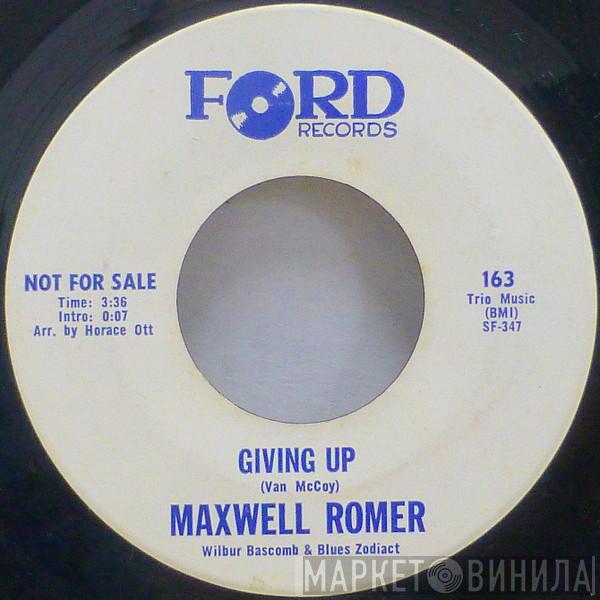 FORD
RECORDS
NOT FOR SALE
Time: 3:36
Intro: 0:07
Arr. by Horace Ott
163
Trio Music
(BMI)
SF-347
GIVING UP
(Van McCoy)
MAXWELL ROMER
Wilbur Bascomb & Blues Zodiact
МАРКЕТ ВИНИЛА